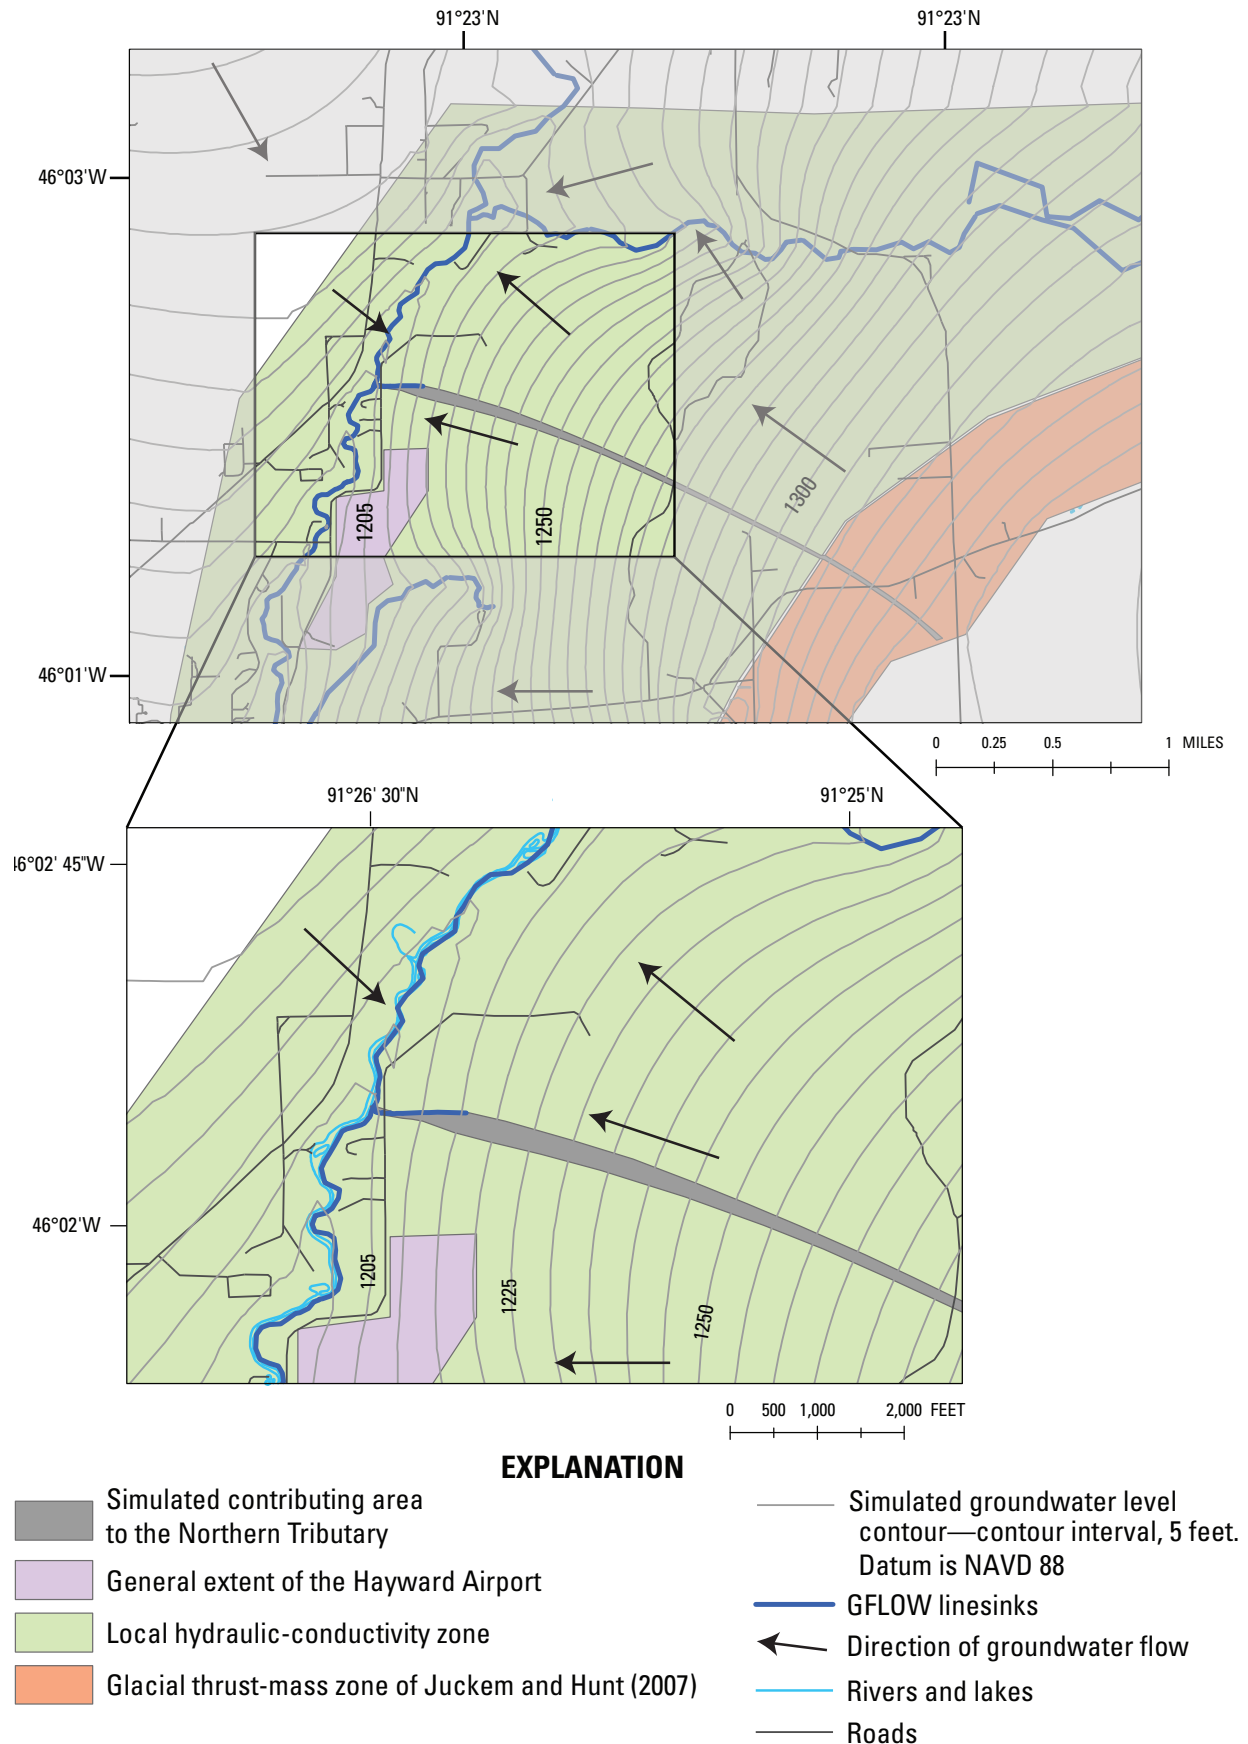 91°23'N
91°23'N
46°03'W
1300
1205
1250
46°01'W
0
0.25
0.5
1 MILES
91°26' 30"N
91°25'N
46°02' 45"W
46°02'W
1205
1225
1250
0
500
1,000
2,000 FEET
EXPLANATION
Simulated contributing area
to the Northern Tributary
General extent of the Hayward Airport
Local hydraulic-conductivity zone
Glacial thrust-mass zone of Juckem and Hunt (2007)
Simulated groundwater level
contour—contour interval, 5 feet.
Datum is NAVD 88
GFLOW linesinks
Direction of groundwater flow
Rivers and lakes
Roads